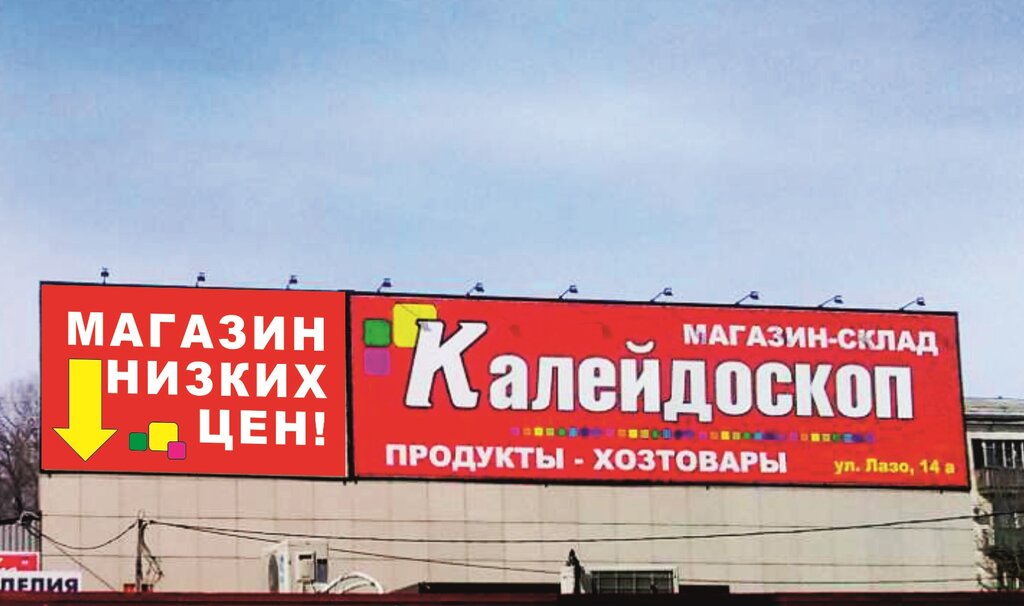 МАГАЗИН
НИЗКИХ
ЦЕН!
МАГАЗИН-СКЛАД
Калейдоскоп
ПРОДУКТЫ - ХОЗТОВАРЫ
ул. Лазо, 14 а